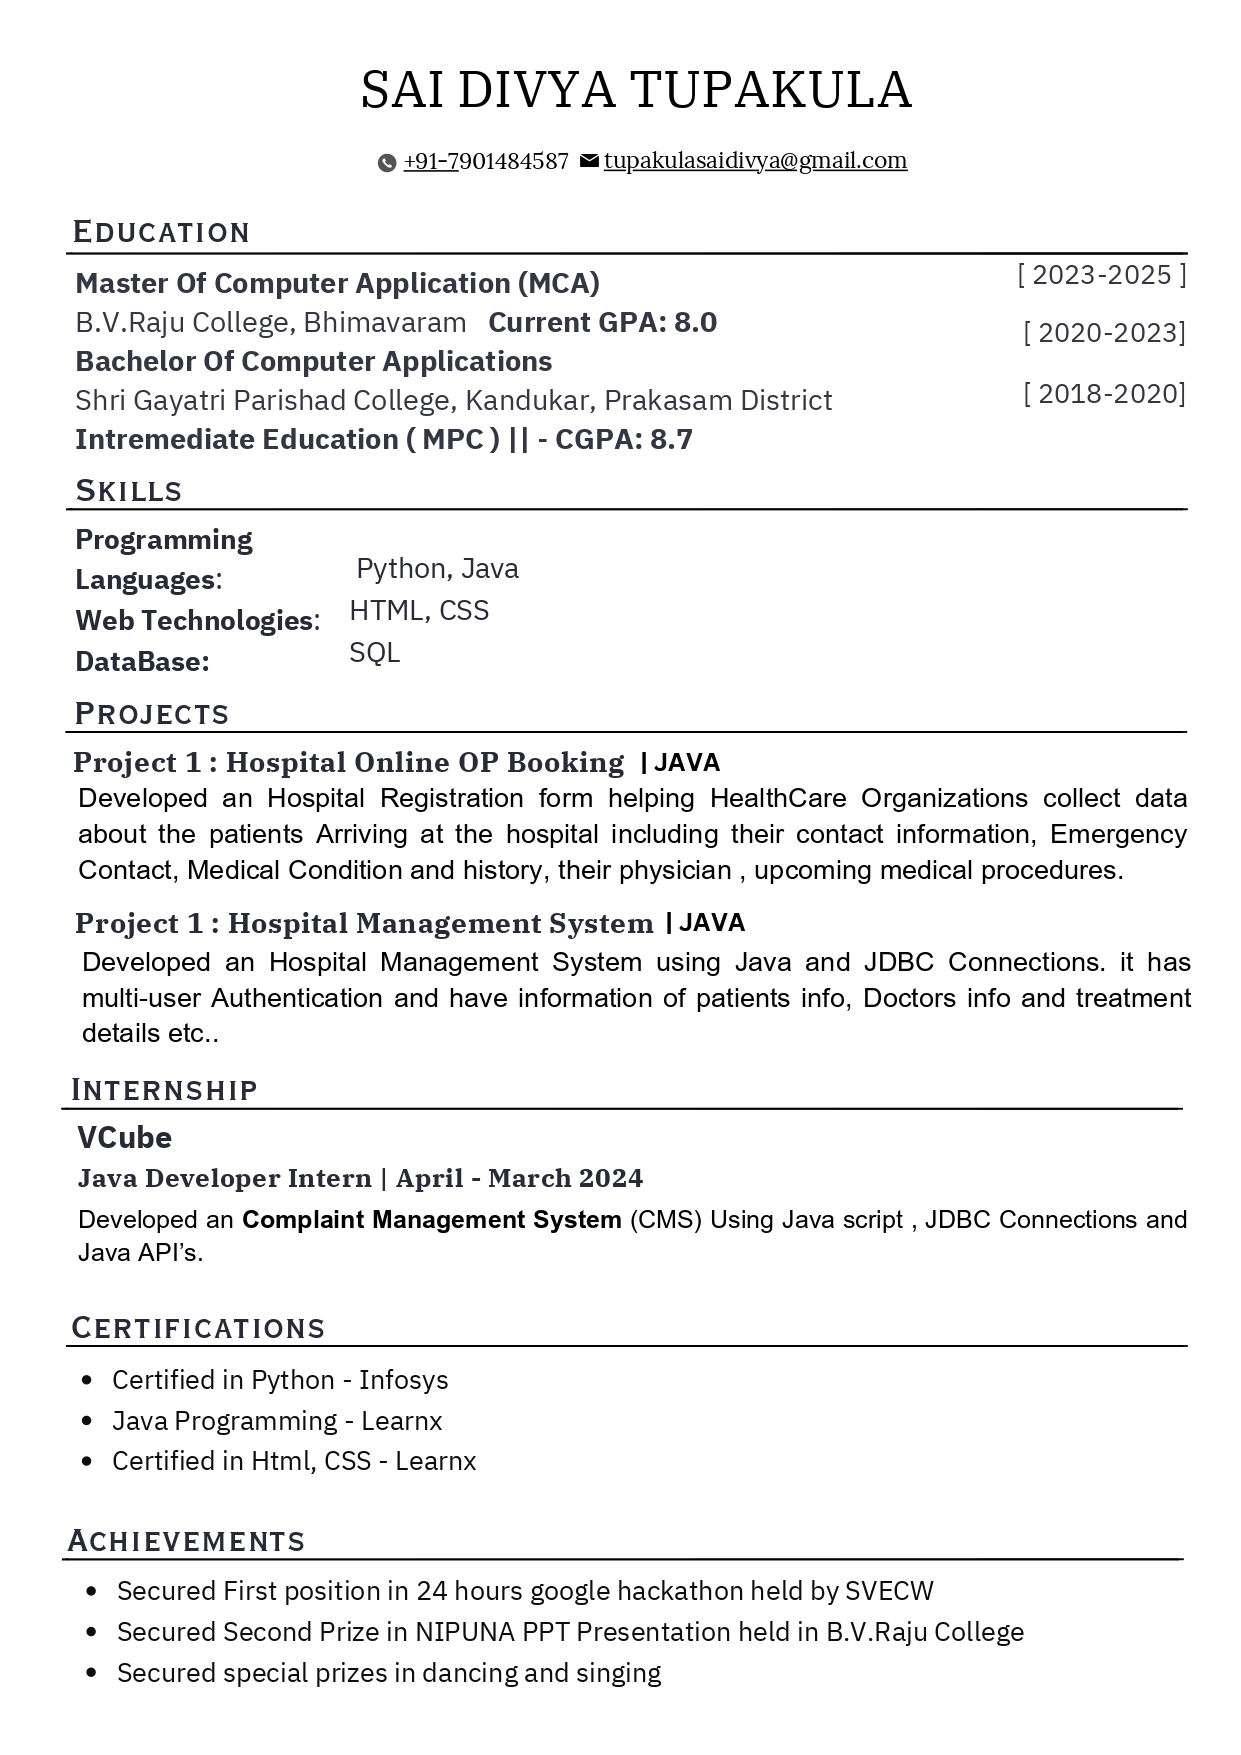 SAI DIVYA TUPAKULA
+91-7901484587 tupakulasaidivya@gmail.com
EDUCATION
Master Of Computer Application (MCA) [ 2023-2025 ]
B.V.Raju College, Bhimavaram Current GPA: 8.0 [ 2020-2023]
Bachelor Of Computer Applications
Shri Gayatri Parishad College, Kandukar, Prakasam District [ 2018-2020]
Intremediate Education ( MPC ) || - CGPA: 8.7
SKILLS
Programming
Languages: Python, Java
Web Technologies: HTML, CSS
DataBase: SQL
PROJECTS
Project 1 : Hospital Online OP Booking | JAVA
Developed an Hospital Registration form helping HealthCare Organizations collect data
about the patients Arriving at the hospital including their contact information, Emergency
Contact, Medical Condition and history, their physician , upcoming medical procedures.
Project 1 : Hospital Management System | JAVA
Developed an Hospital Management System using Java and JDBC Connections. it has
multi-user Authentication and have information of patients info, Doctors info and treatment
details etc..
INTERNSHIP
VCube
Java Developer Intern | April - March 2024
Developed an Complaint Management System (CMS) Using Java script , JDBC Connections and
Java API’s.
CERTIFICATIONS
• Certified in Python - Infosys
• Java Programming - Learnx
• Certified in Html, CSS - Learnx
ACHIEVEMENTS
• Secured First position in 24 hours google hackathon held by SVECW
• Secured Second Prize in NIPUNA PPT Presentation held in B.V.Raju College
• Secured special prizes in dancing and singing